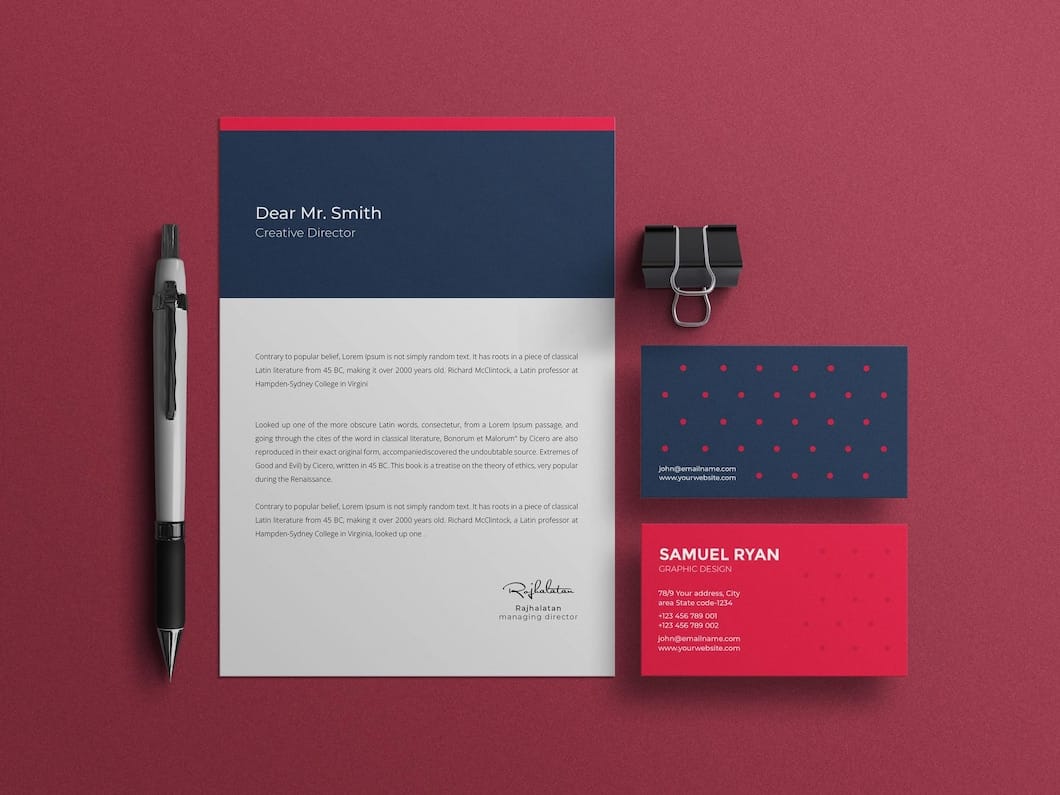 Dear Mr. Smith
Creative Director
Contrary to popular belief, Lorem Ipsum is not simply random text. It has roots in a piece of classical
Latin literature from 45 BC, making it over 2000 years old. Richard McClintock, a Latin professor at
Hampden-Sydney College in Virgini
Looked up one of the more obscure Latin words, consectetur, from a Lorem Ipsum passage, and
going through the cites of the word in classical literature, Bonorum et Malorum" by Cicero are also
reproduced in their exact original form, accompaniediscovered the undoubtable source. Extremes of
Good and Evil) by Cicero, written in 45 BC. This book is a treatise on the theory of ethics, very popular
during the Renaissance.
Contrary to popular belief, Lorem Ipsum is not simply random text. It has roots in a piece of classical
Latin literature from 45 BC, making it over 2000 years old. Richard McClintock, a Latin professor at
Hampden-Sydney College in Virginia, looked up one .
Rajhalatan
Rajhalatan
managing director
john@emailname.com
www.yourwebsite.com
SAMUEL RYAN
GRAPHIC DESIGN
78/9 Your address, City
area State code-1234
+123 456 789 001
+123 456 789 002
john@emailname.com
www.yourwebsite.com